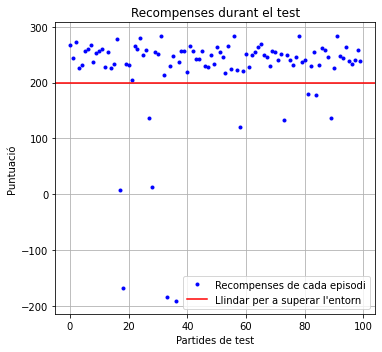 Recompenses durant el test
Puntuació
300
200
100
0
−100
−200
0
20
40
60
80
100
Partides de test
Recompenses de cada episodi
Llindar per a superar l'entorn